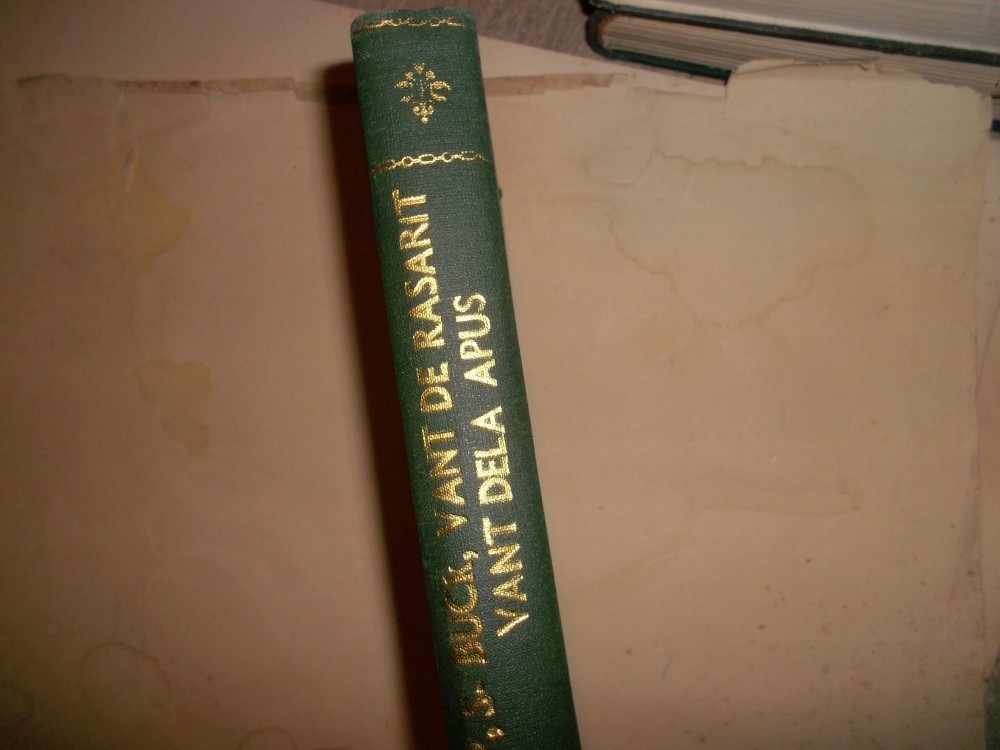 P, S. BUCK, VANT DE RASARIT
VANT DELA APUS